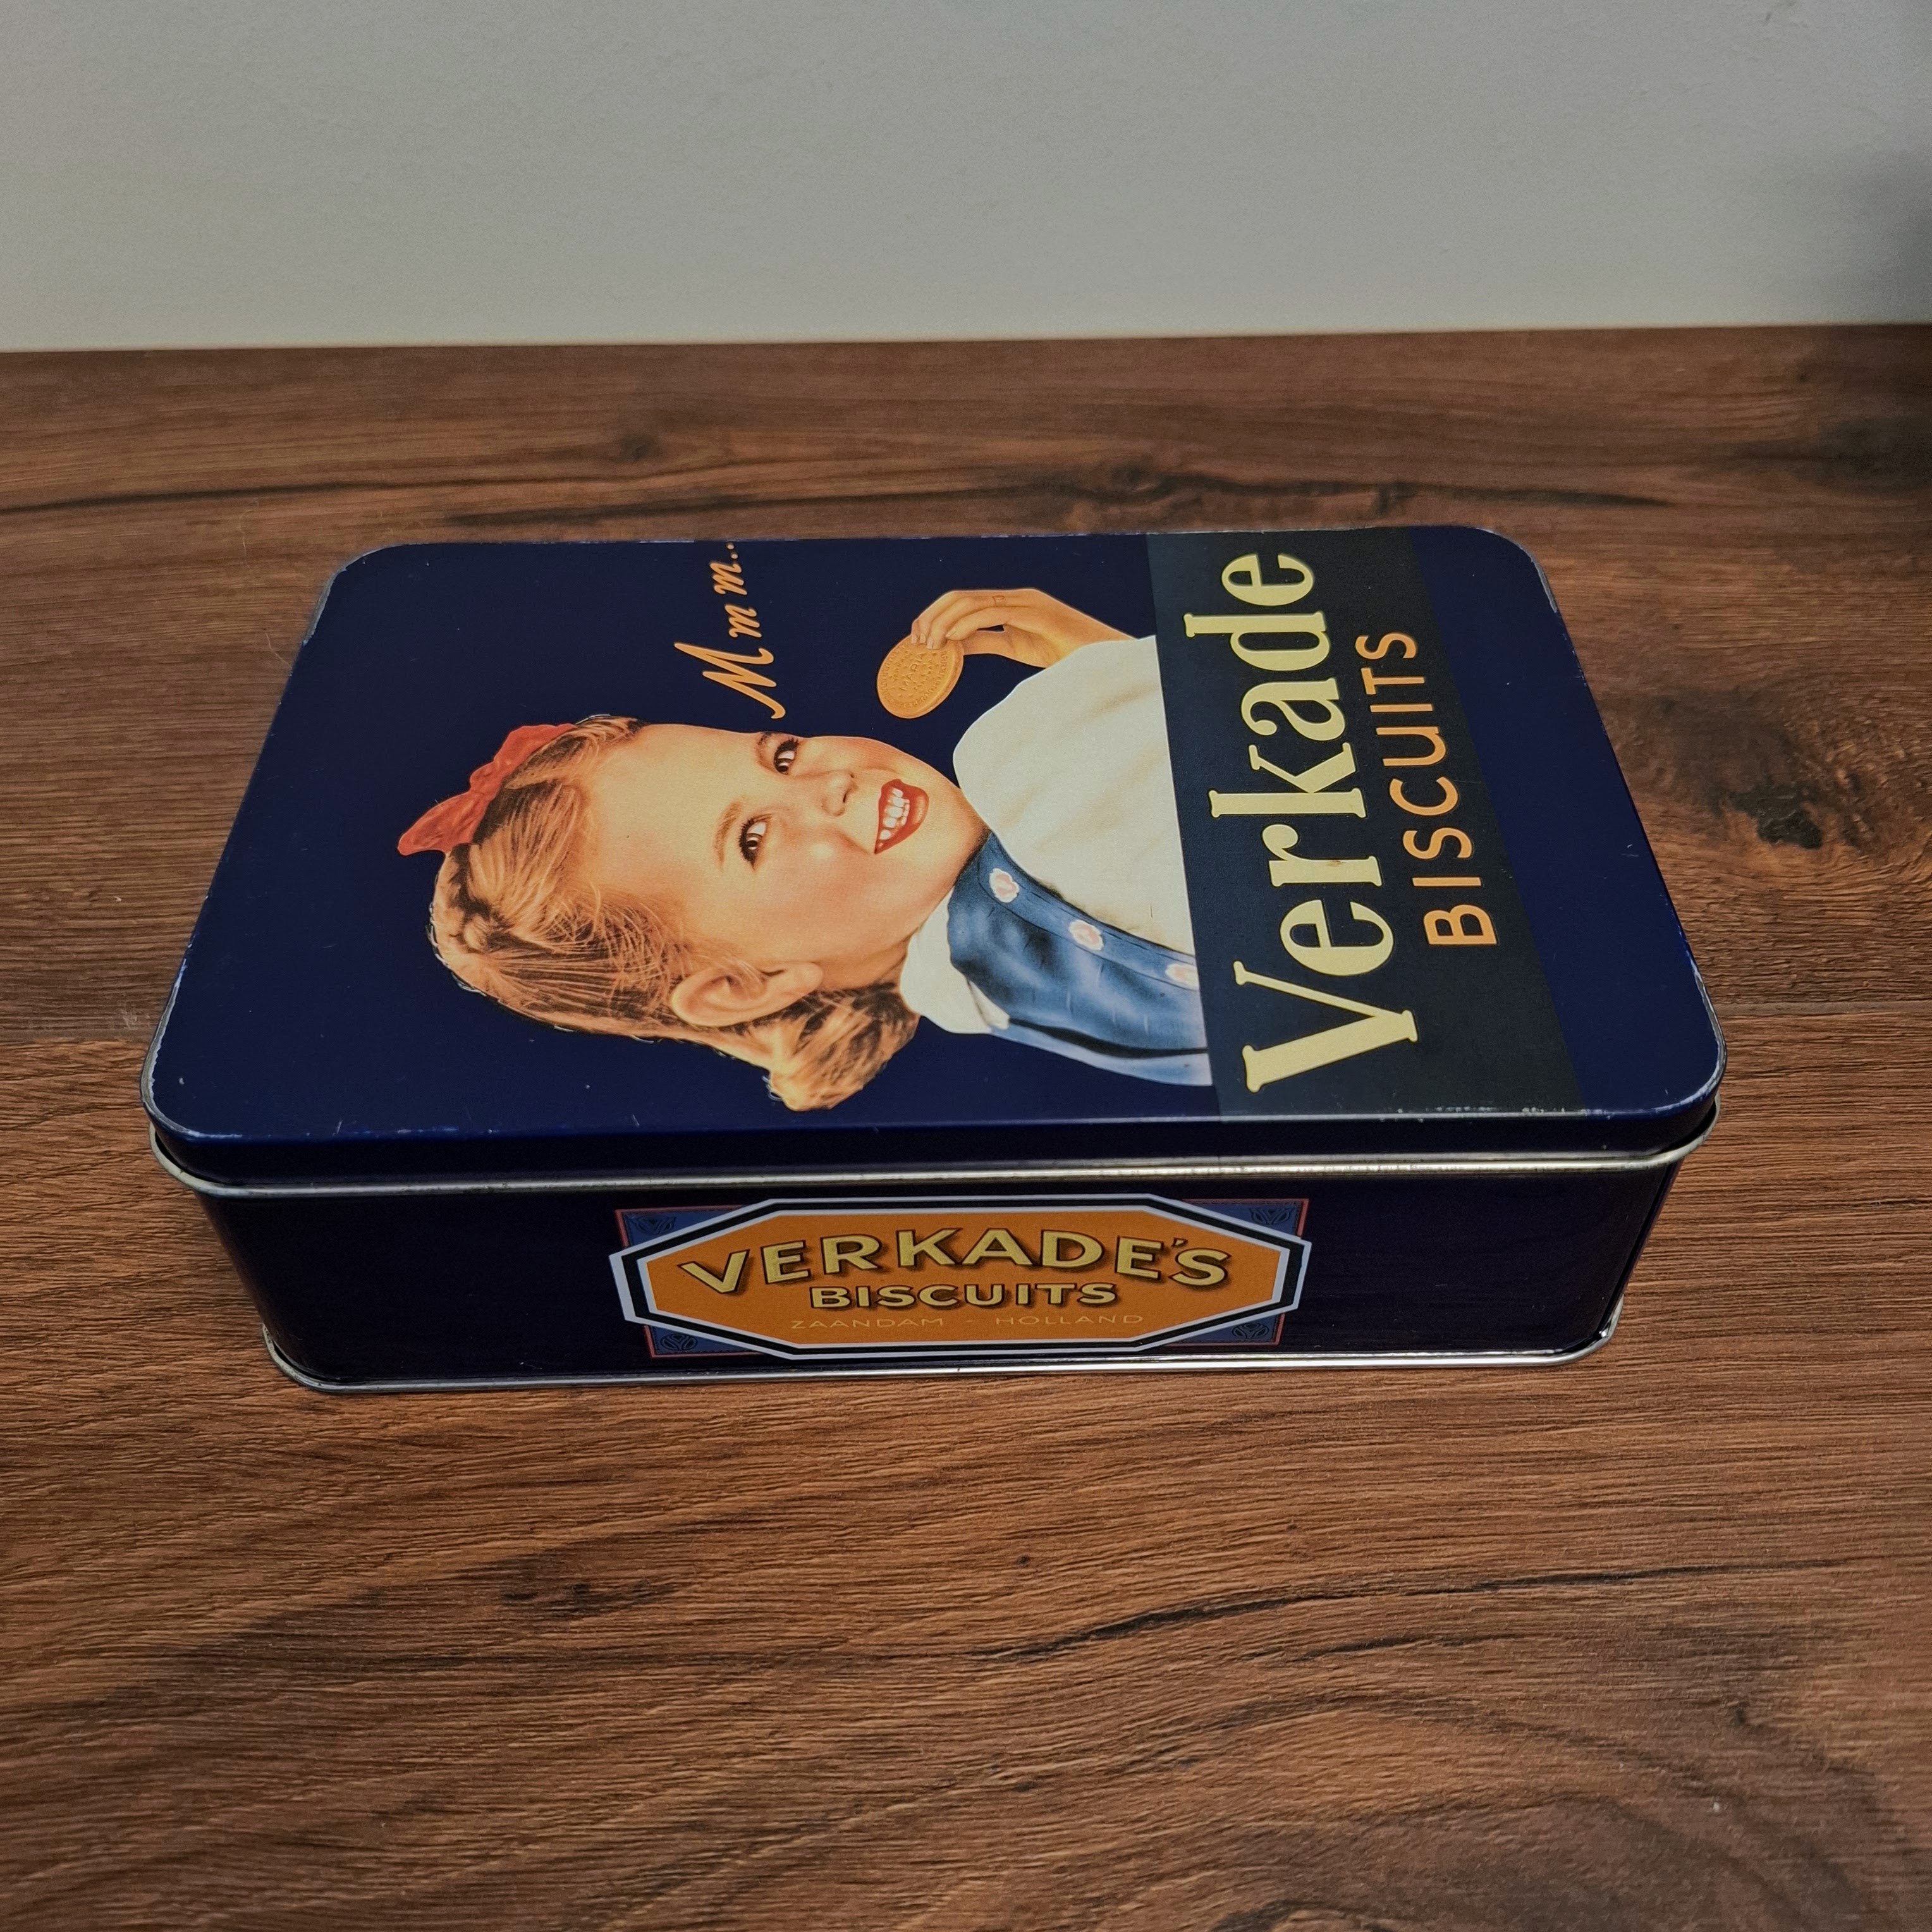 Mmm..
Verkade
BISCUITS
VERKADE'S
BISCUITS
ZAANDAM - HOLLAND